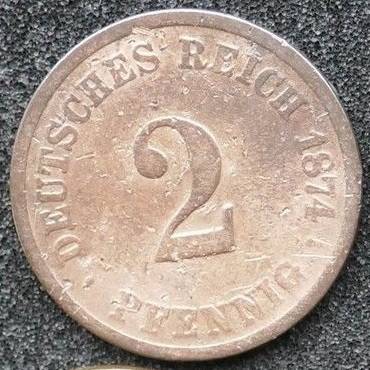 DEUTSCHES REICH 1874
2
PFENNIG